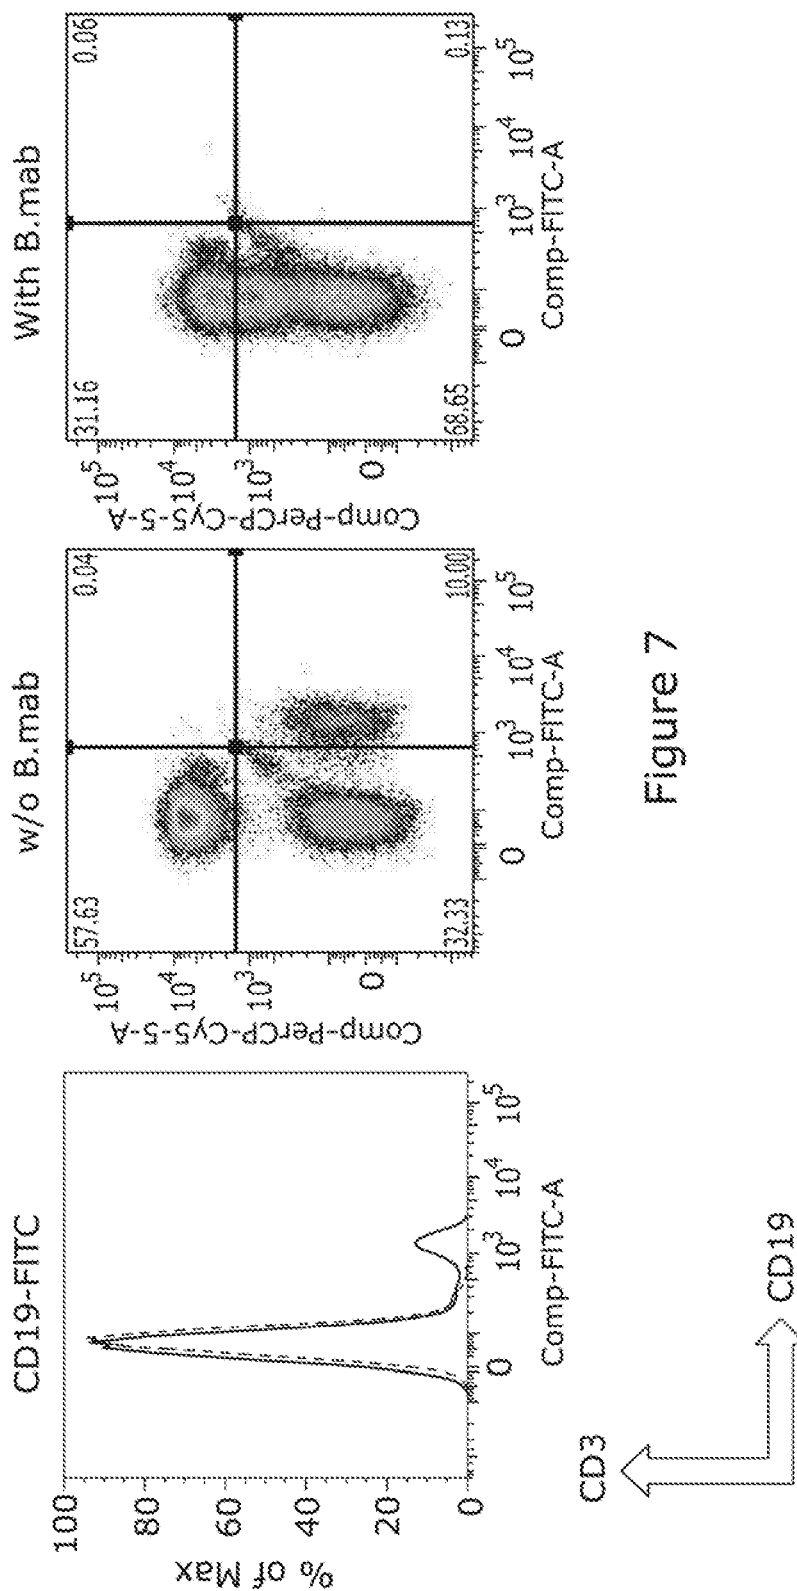 CD19-FITC
% of Max
100
80
60
40
20
0
0
10³
10⁴
10⁵
Comp-FITC-A
w/o B.mab
Comp-PerCP-Cy5-5-A
10⁵
10⁴
10³
0
57.63
0.04
32.33
10.00
0
10³
10⁴
10⁵
Comp-FITC-A
With B.mab
Comp-PerCP-Cy5-5-A
10⁵
10⁴
10³
0
31.16
0.06
68.65
0.13
0
10³
10⁴
10⁵
Comp-FITC-A
CD3
CD19
Figure 7